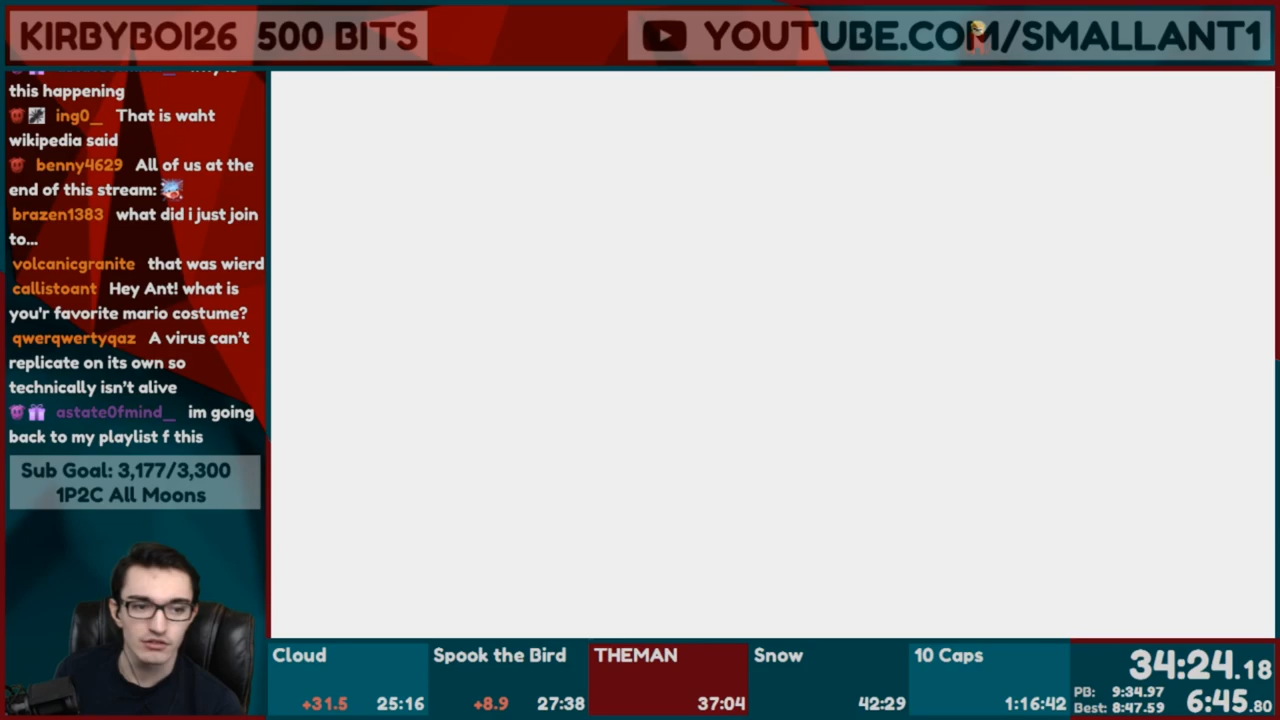 KIRBYBOI26 500 BITS
YOUTUBE.COM/SMALLANT1
this happening
ing0_ That is waht
wikipedia said
benny4629 All of us at the
end of this stream:
brazen1383 what did i just join
to...
volcanicgranite that was wierd
callistoant Hey Ant! what is
you'r favorite mario costume?
qwerqwertyqaz A virus can't
replicate on its own so
technically isn't alive
astate0fmind_ im going
back to my playlist f this
Sub Goal: 3,177/3,300
1P2C All Moons
Cloud
+31.5 25:16
Spook the Bird
+8.9 27:38
THEMAN
37:04
Snow
42:29
10 Caps
1:16:42
34:24.18
PB: 9:34.97
Best: 8:47.59
6:45.80